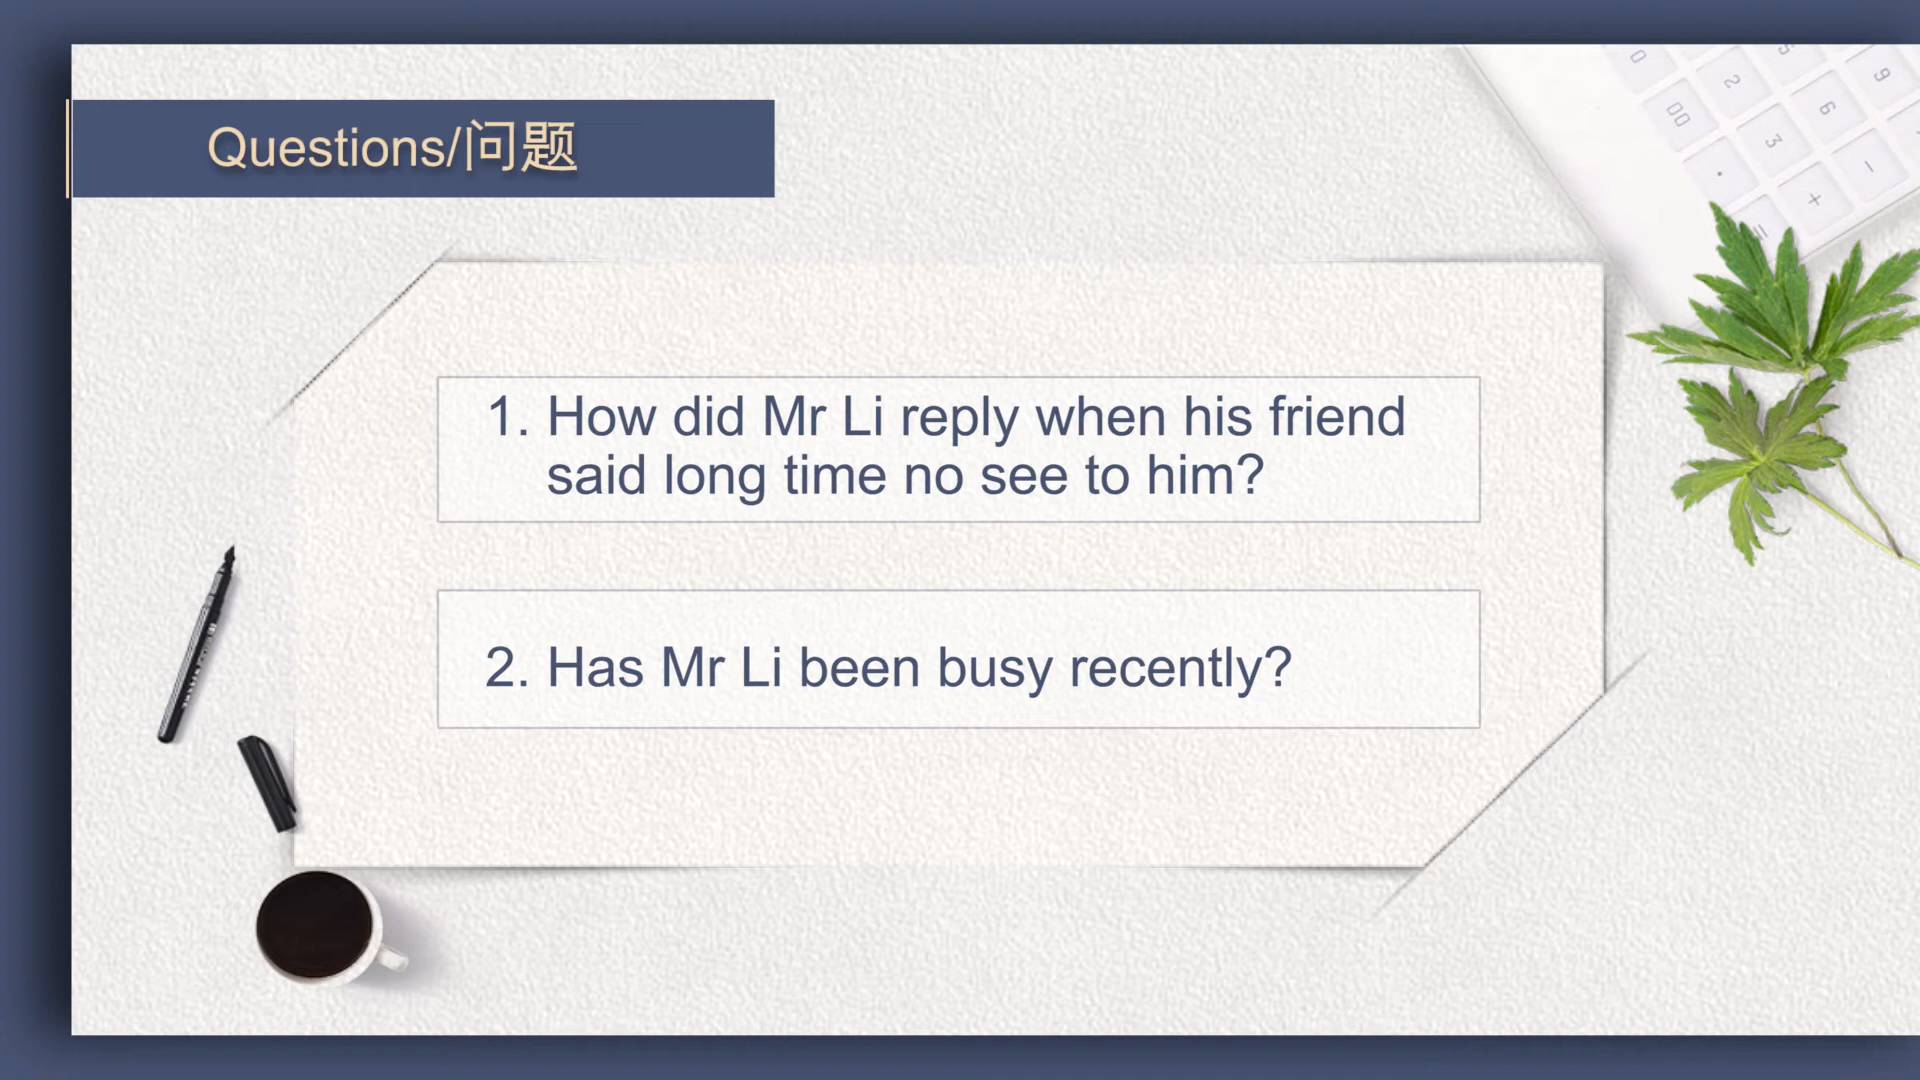 Questions/问题
1. How did Mr Li reply when his friend
said long time no see to him?
2. Has Mr Li been busy recently?